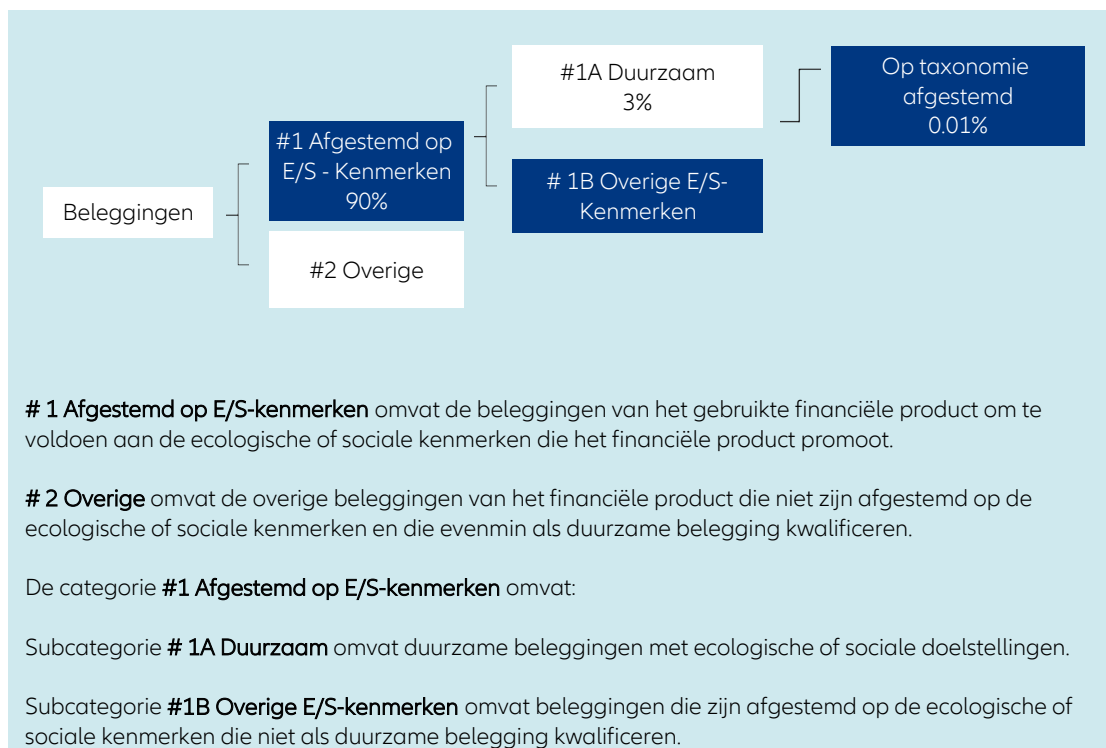 Beleggingen
#1 Afgestemd op
E/S - Kenmerken
90%
#2 Overige
#1A Duurzaam
3%
# 1B Overige E/S-
Kenmerken
Op taxonomie
afgestemd
0.01%
# 1 Afgestemd op E/S-kenmerken omvat de beleggingen van het gebruikte financiële product om te
voldoen aan de ecologische of sociale kenmerken die het financiële product promoot.
# 2 Overige omvat de overige beleggingen van het financiële product die niet zijn afgestemd op de
ecologische of sociale kenmerken en die evenmin als duurzame belegging kwalificeren.
De categorie #1 Afgestemd op E/S-kenmerken omvat:
Subcategorie # 1A Duurzaam omvat duurzame beleggingen met ecologische of sociale doelstellingen.
Subcategorie #1B Overige E/S-kenmerken omvat beleggingen die zijn afgestemd op de ecologische of
sociale kenmerken die niet als duurzame belegging kwalificeren.